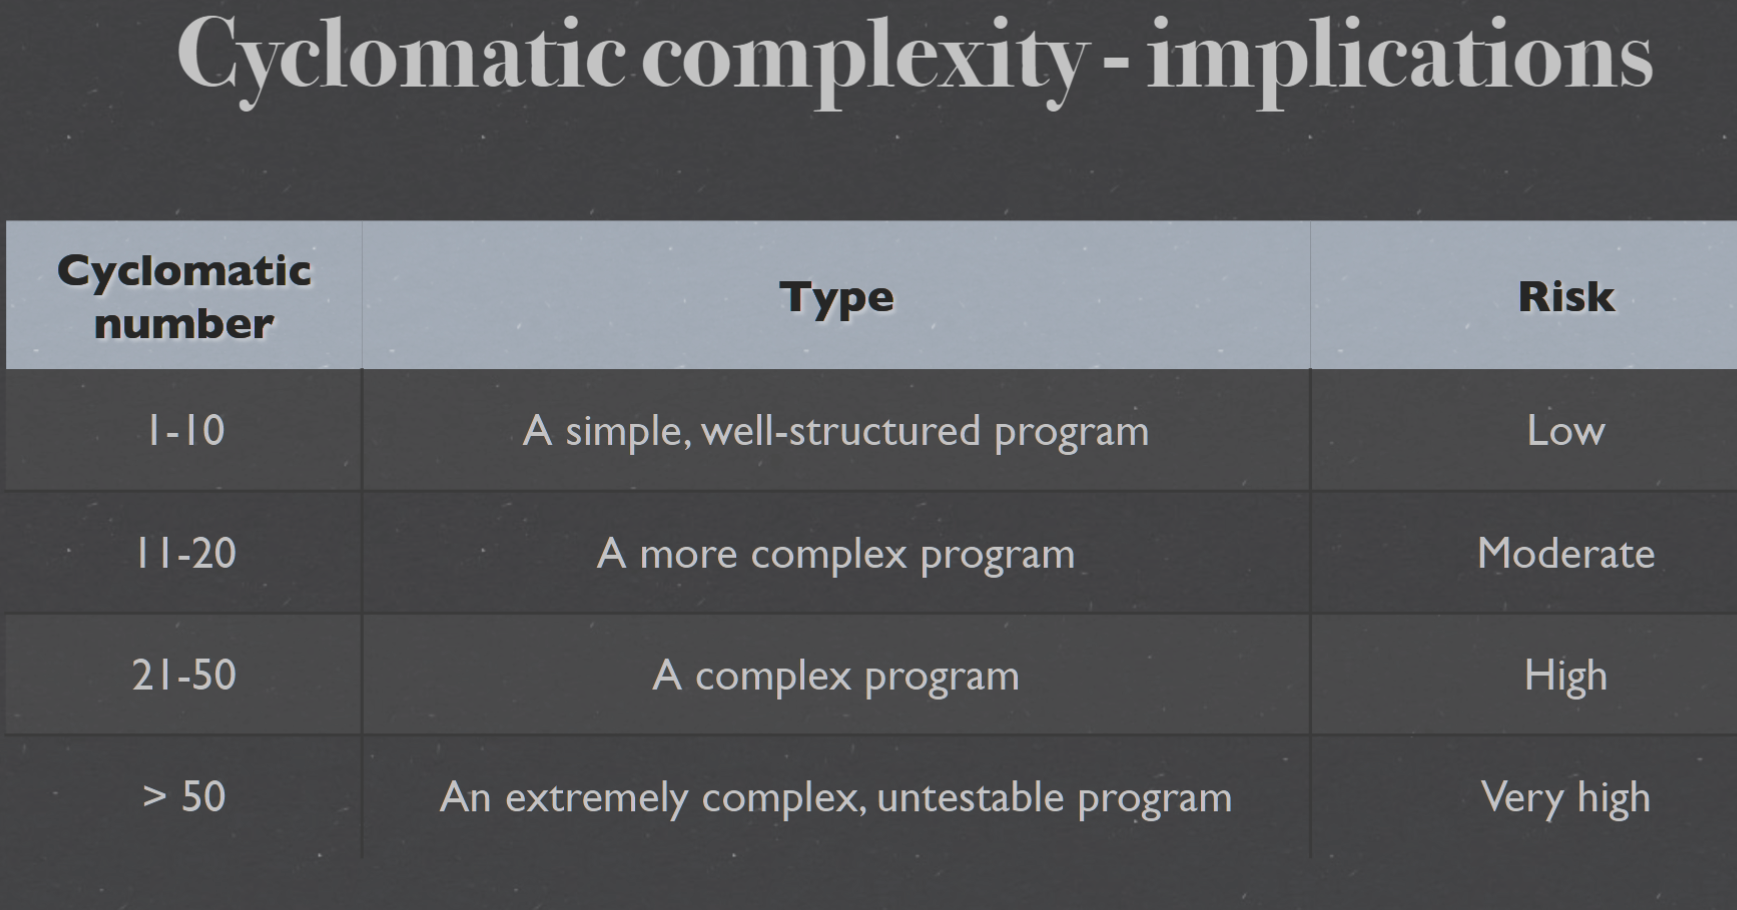 Cyclomatic complexity - implications
Cyclomatic number Type Risk
1-10 A simple, well-structured program Low
11-20 A more complex program Moderate
21-50 A complex program High
> 50 An extremely complex, untestable program Very high